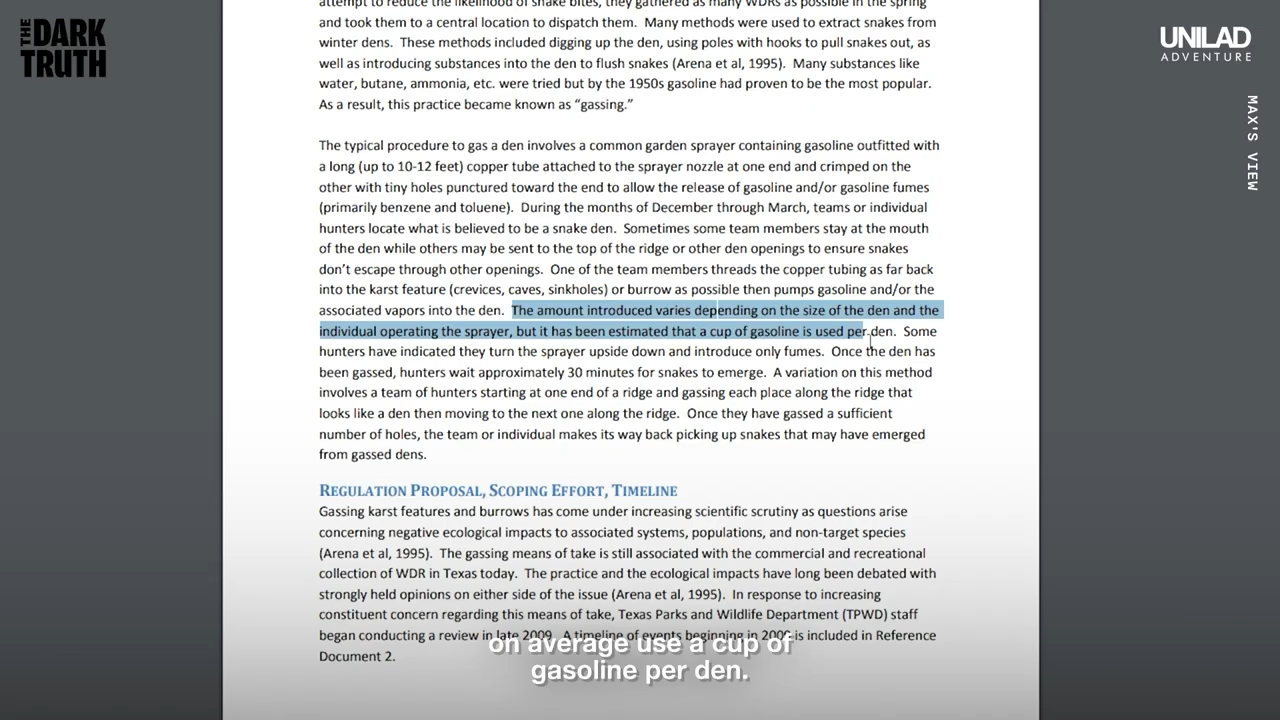 THE DARK
TRUTH
UNILAD
ADVENTURE
MAX'S VIEW
attempt to reduce the likelihood of snake bites, they gathered as many WDRs as possible in the spring
and took them to a central location to dispatch them. Many methods were used to extract snakes from
winter dens. These methods included digging up the den, using poles with hooks to pull snakes out, as
well as introducing substances into the den to flush snakes (Arena et al, 1995). Many substances like
water, butane, ammonia, etc. were tried but by the 1950s gasoline had proven to be the most popular.
As a result, this practice became known as “gassing.”
The typical procedure to gas a den involves a common garden sprayer containing gasoline outfitted with
a long (up to 10-12 feet) copper tube attached to the sprayer nozzle at one end and crimped on the
other with tiny holes punctured toward the end to allow the release of gasoline and/or gasoline fumes
(primarily benzene and toluene). During the months of December through March, teams or individual
hunters locate what is believed to be a snake den. Sometimes some team members stay at the mouth
of the den while others may be sent to the top of the ridge or other den openings to ensure snakes
don’t escape through other openings. One of the team members threads the copper tubing as far back
into the karst feature (crevices, caves, sinkholes) or burrow as possible then pumps gasoline and/or the
associated vapors into the den. The amount introduced varies depending on the size of the den and the
individual operating the sprayer, but it has been estimated that a cup of gasoline is used per den. Some
hunters have indicated they turn the sprayer upside down and introduce only fumes. Once the den has
been gassed, hunters wait approximately 30 minutes for snakes to emerge. A variation on this method
involves a team of hunters starting at one end of a ridge and gassing each place along the ridge that
looks like a den then moving to the next one along the ridge. Once they have gassed a sufficient
number of holes, the team or individual makes its way back picking up snakes that may have emerged
from gassed dens.
REGULATION PROPOSAL, SCOPING EFFORT, TIMELINE
Gassing karst features and burrows has come under increasing scientific scrutiny as questions arise
concerning negative ecological impacts to associated systems, populations, and non-target species
(Arena et al, 1995). The gassing means of take is still associated with the commercial and recreational
collection of WDR in Texas today. The practice and the ecological impacts have long been debated with
strongly held opinions on either side of the issue (Arena et al, 1995). In response to increasing
constituent concern regarding this means of take, Texas Parks and Wildlife Department (TPWD) staff
began conducting a review in late 2009. A timeline of events beginning in 2009 is included in Reference
Document 2.
on average use a cup of
gasoline per den.